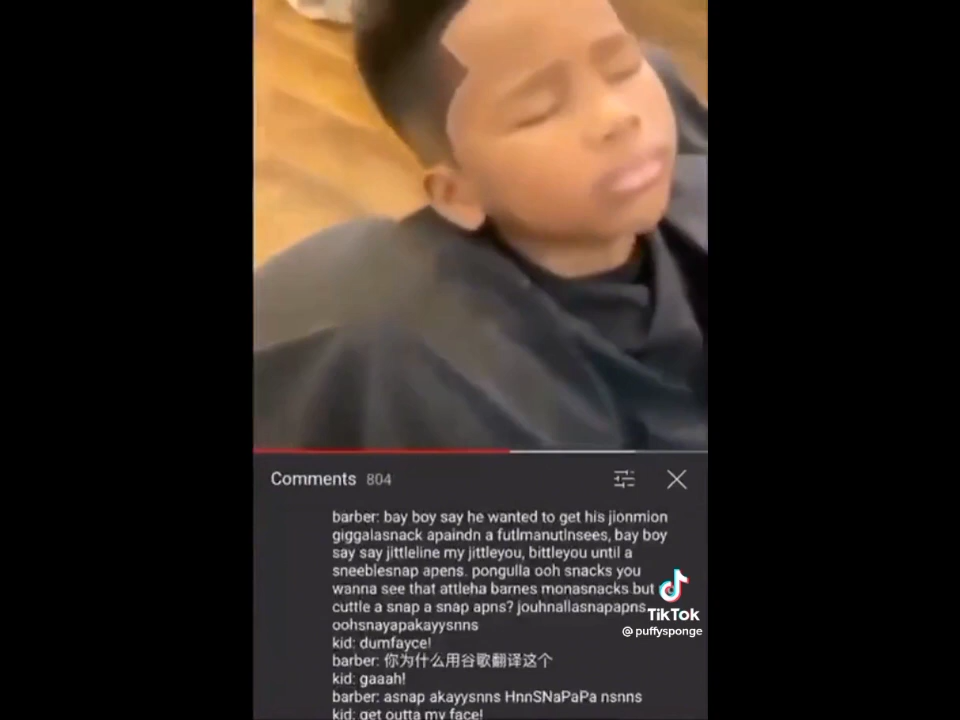 Comments 804
barber: bay boy say he wanted to get his jionmion
giggalasnack apaindn a futlmanutlnsees, bay boy
say say jittleline my jittleyou, bittleyou until a
sneeblesnap apens. pongulla ooh snacks you
wanna see that attleha barnes monasnacks but
cuttle a snap a snap apns? jouhnallasnapapns
oohsnayapakayysnns
kid: dumfayce!
barber: 你为什么用谷歌翻译这个
kid: gaaah!
barber: asnap akayysnns HnnSNaPaPa nsnns
kid: get outta my face!
TikTok
@puffysponge